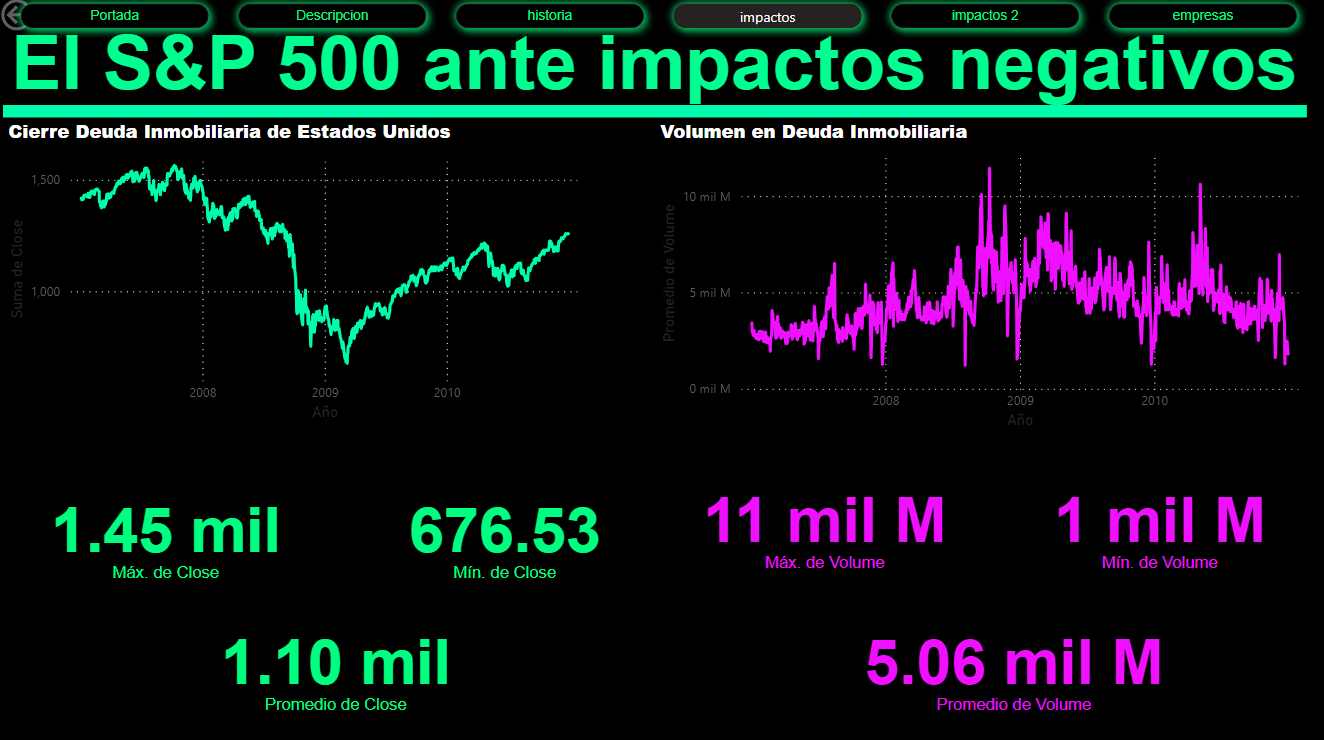 Portada
Descripcion
historia
impactos
impactos 2
empresas
El S&P 500 ante impactos negativos
Cierre Deuda Inmobiliaria de Estados Unidos
Suma de Close
1,500
1,000
2008
2009
2010
Año
Volumen en Deuda Inmobiliaria
Promedio de Volume
10 mil M
5 mil M
0 mil M
2008
2009
2010
Año
1.45 mil
Máx. de Close
676.53
Mín. de Close
1.10 mil
Promedio de Close
11 mil M
Máx. de Volume
1 mil M
Mín. de Volume
5.06 mil M
Promedio de Volume